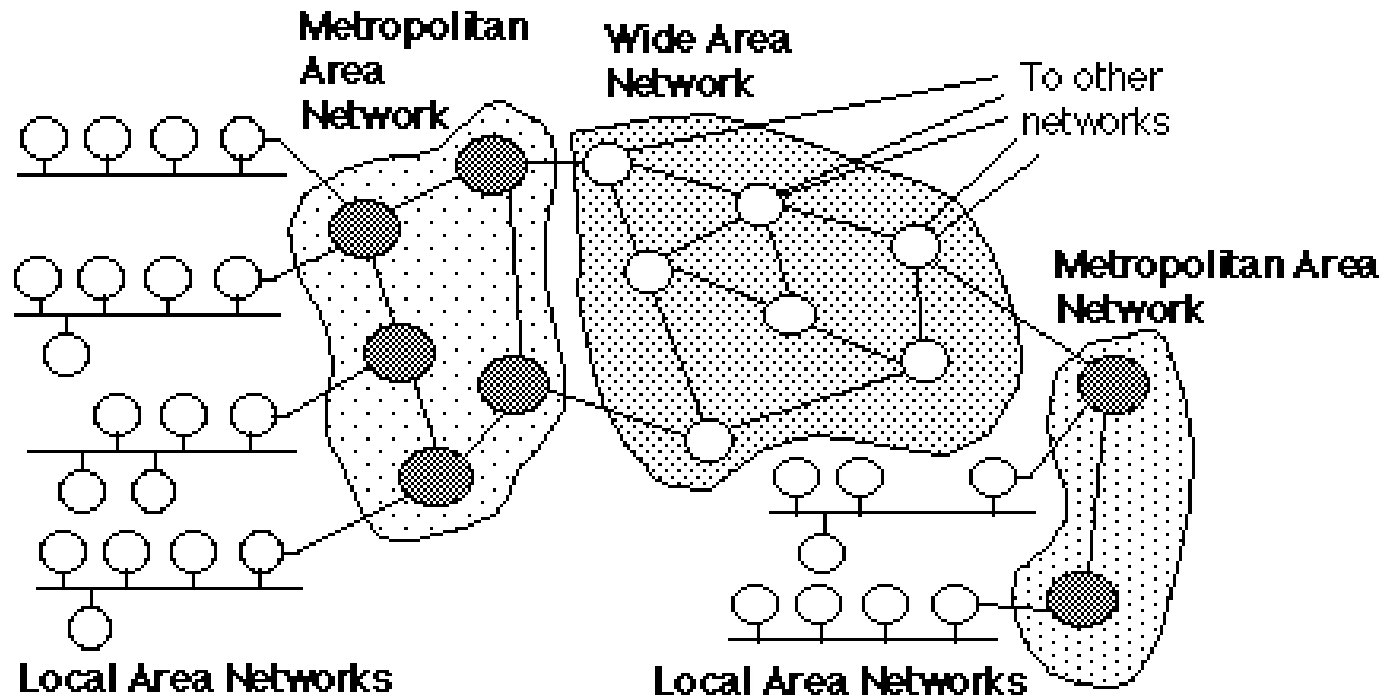 Metropolitan
Area
Network
Wide Area
Network
To other
networks
Metropolitan Area
Network
Local Area Networks
Local Area Networks